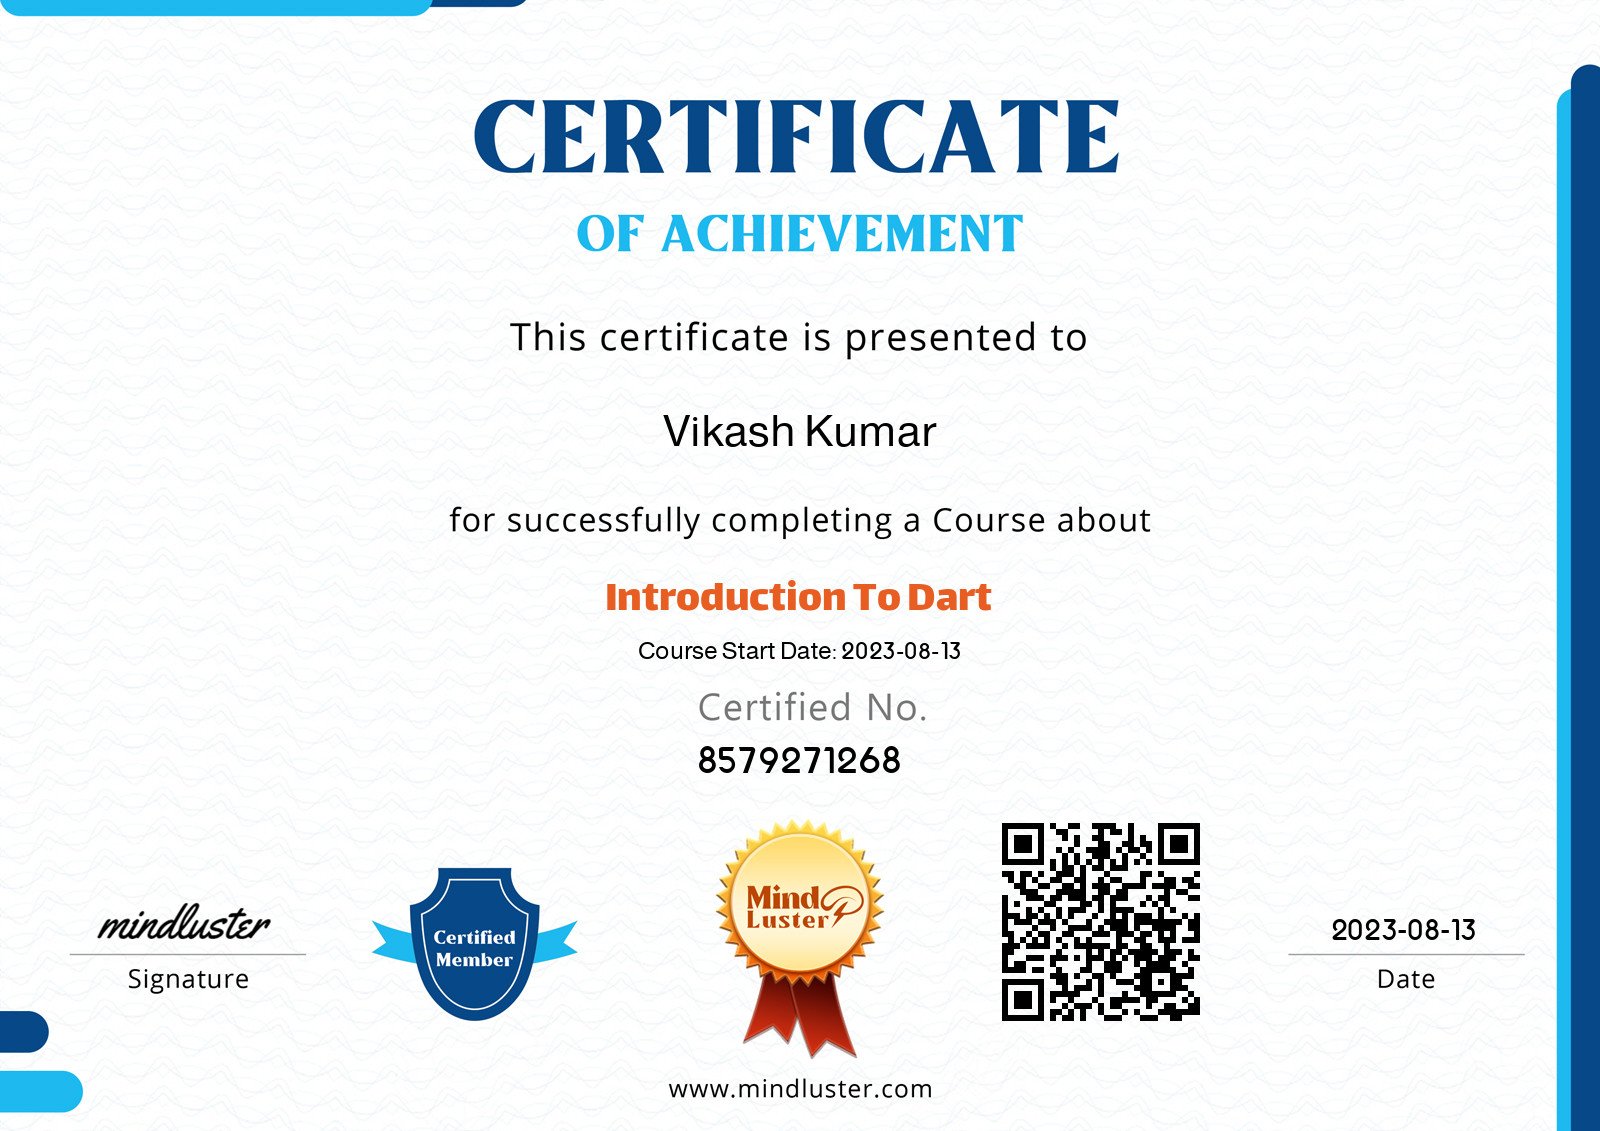 CERTIFICATE
OF ACHIEVEMENT
This certificate is presented to
Vikash Kumar
for successfully completing a Course about
Introduction To Dart
Course Start Date: 2023-08-13
Certified No.
8579271268
mindluster
Signature
Certified
Member
Mind
Luster
2023-08-13
Date
www.mindluster.com